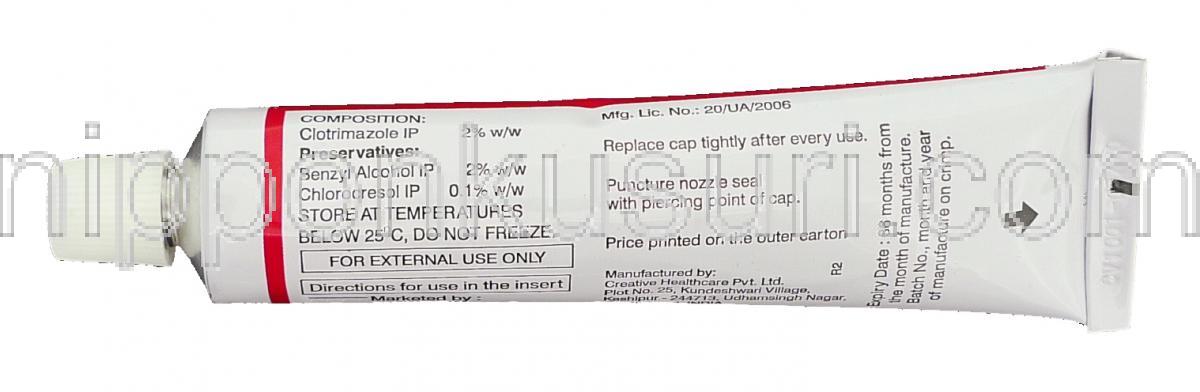 COMPOSITION:
Clotrimazole IP 2% w/w
Preservatives:
Benzyl Alcohol IP 2% w/w
Chlorocresol IP 0.1% w/w
STORE AT TEMPERATURES
BELOW 25°C, DO NOT FREEZE.
FOR EXTERNAL USE ONLY
Directions for use in the insert
Marketed by :
Mfg. Lic. No.: 20/UA/2006
Replace cap tightly after every use.
Puncture nozzle seal
with piercing point of cap.
Price printed on the outer carton
Manufactured by:
Creative Healthcare Pvt. Ltd.
Plot No. 25, Kundeshwari Village,
Kashipur - 244713, Udhamsingh Nagar,
INDIA
R2
Expiry Date : 36 months from
the month of manufacture.
Batch No., month and year
of manufacture on crimp.
nipponkusuri.com